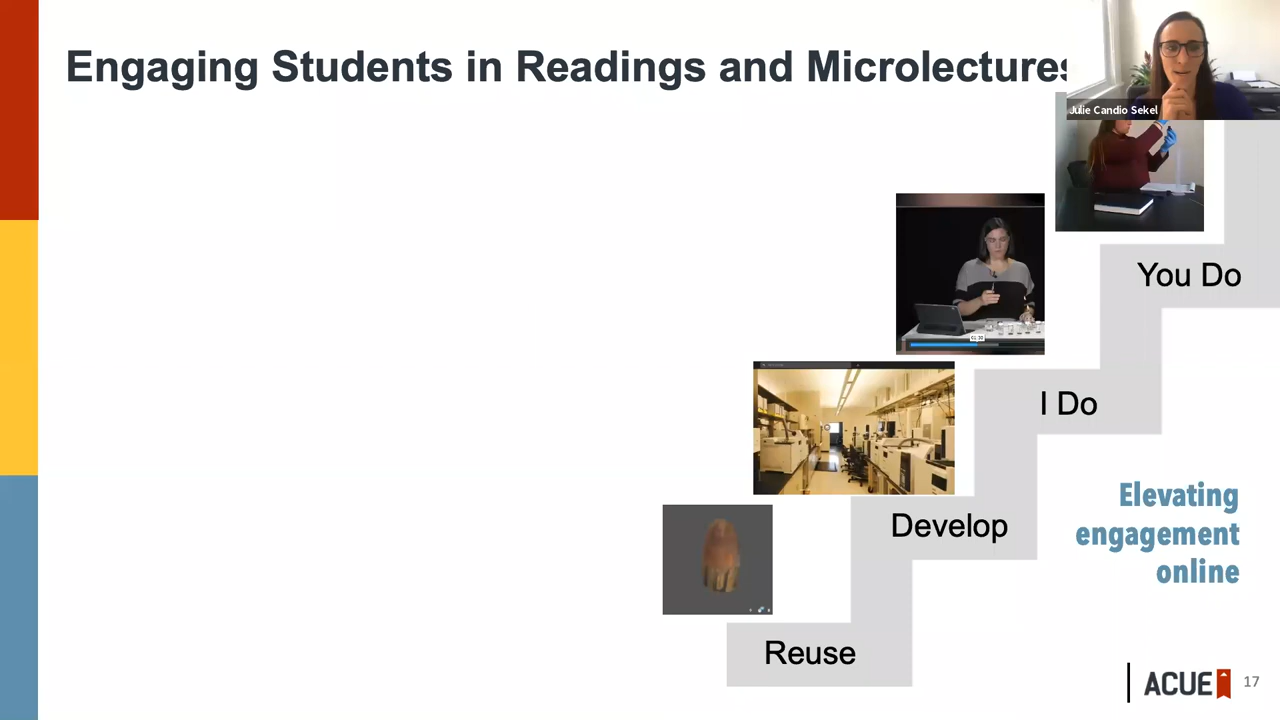 Engaging Students in Readings and Microlectures
Julie Candio Sekel
You Do
I Do
Elevating
engagement
online
Develop
Reuse
ACUE
17